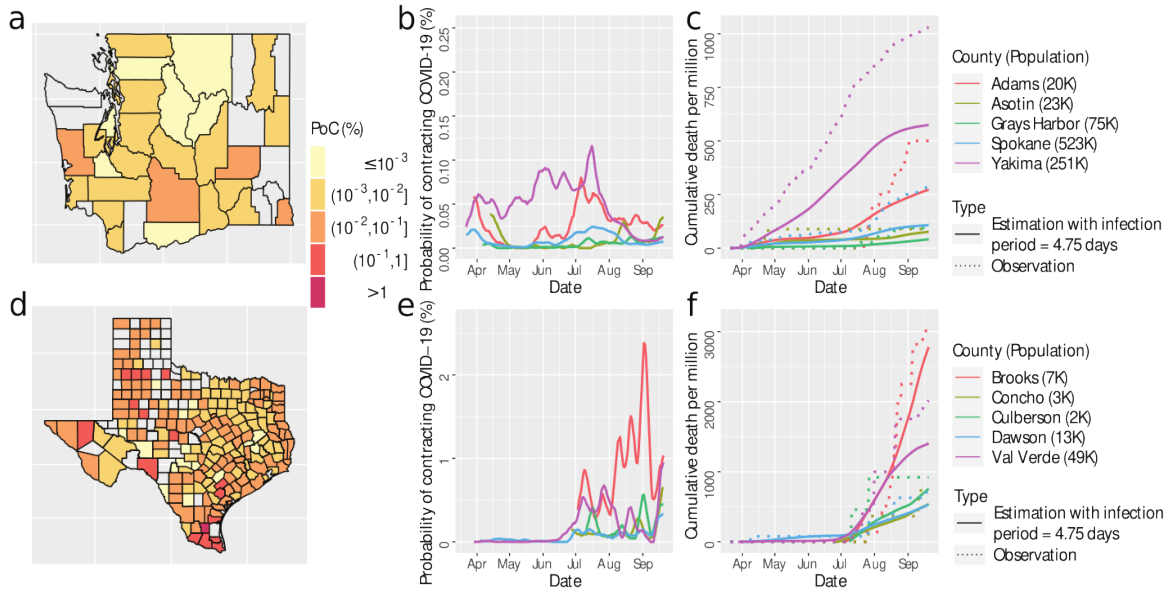 a
PoC (%)
≤10⁻³
(10⁻³,10⁻²]
(10⁻²,10⁻¹]
(10⁻¹,1]
>1
b
Probability of contracting COVID-19 (%)
0.25
0.20
0.15
0.10
0.05
0.00
Apr May Jun Jul Aug Sep
Date
c
Cumulative death per million
1000
750
500
250
0
Apr May Jun Jul Aug Sep
Date
County (Population)
Adams (20K)
Asotin (23K)
Grays Harbor (75K)
Spokane (523K)
Yakima (251K)
Type
Estimation with infection
period = 4.75 days
Observation
d
e
Probability of contracting COVID–19 (%)
2
1
0
Apr May Jun Jul Aug Sep
Date
f
Cumulative death per million
3000
2000
1000
0
Apr May Jun Jul Aug Sep
Date
County (Population)
Brooks (7K)
Concho (3K)
Culberson (2K)
Dawson (13K)
Val Verde (49K)
Type
Estimation with infection
period = 4.75 days
Observation